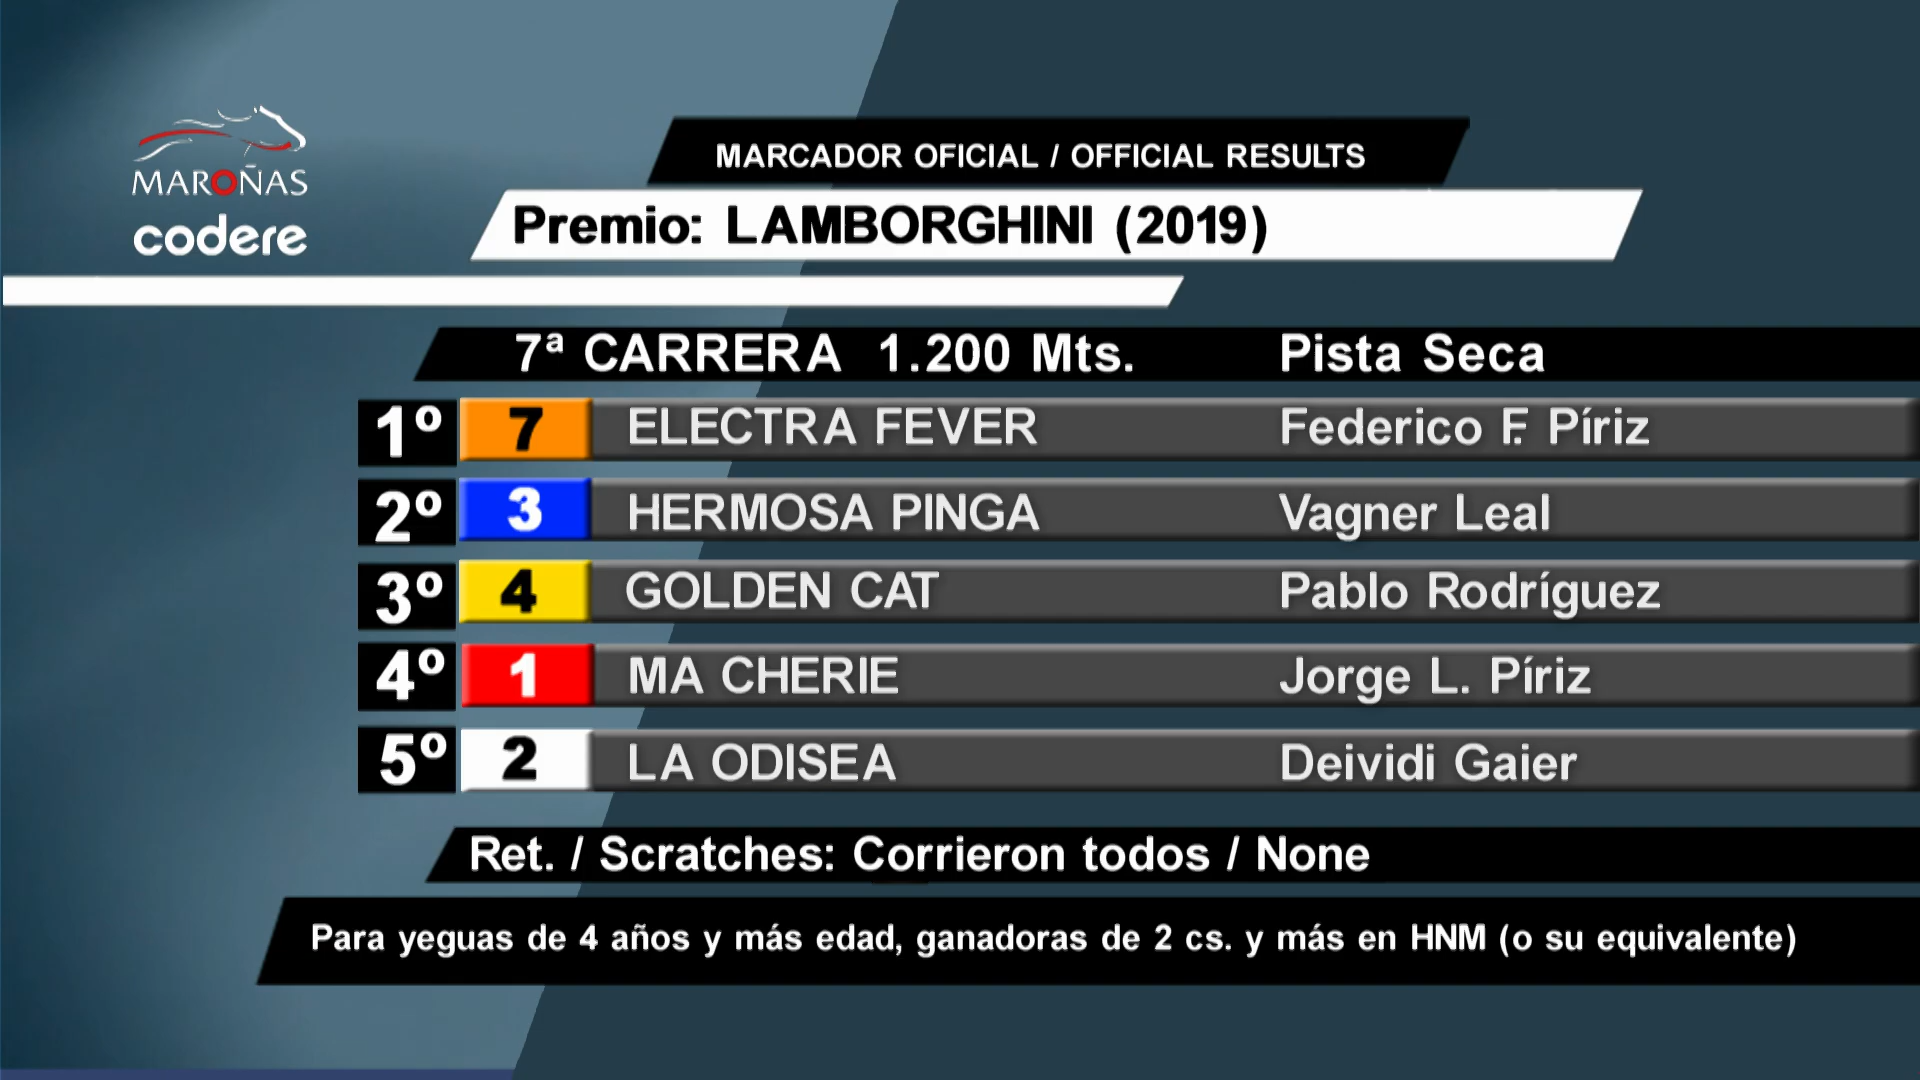 MAROÑAS
codere
MARCADOR OFICIAL / OFFICIAL RESULTS
Premio: LAMBORGHINI (2019)
7ª CARRERA 1.200 Mts. Pista Seca
1º 7 ELECTRA FEVER Federico F. Píriz
2º 3 HERMOSA PINGA Vagner Leal
3º 4 GOLDEN CAT Pablo Rodríguez
4º 1 MA CHERIE Jorge L. Píriz
5º 2 LA ODISEA Deividi Gaier
Ret. / Scratches: Corrieron todos / None
Para yeguas de 4 años y más edad, ganadoras de 2 cs. y más en HNM (o su equivalente)